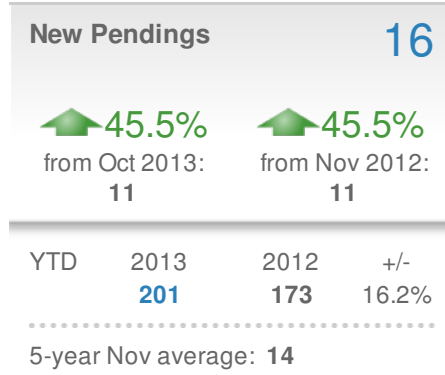 New Pendings 16
45.5% 45.5%
from Oct 2013: from Nov 2012:
11 11
YTD 2013 2012 +/-
201 173 16.2%
5-year Nov average: 14